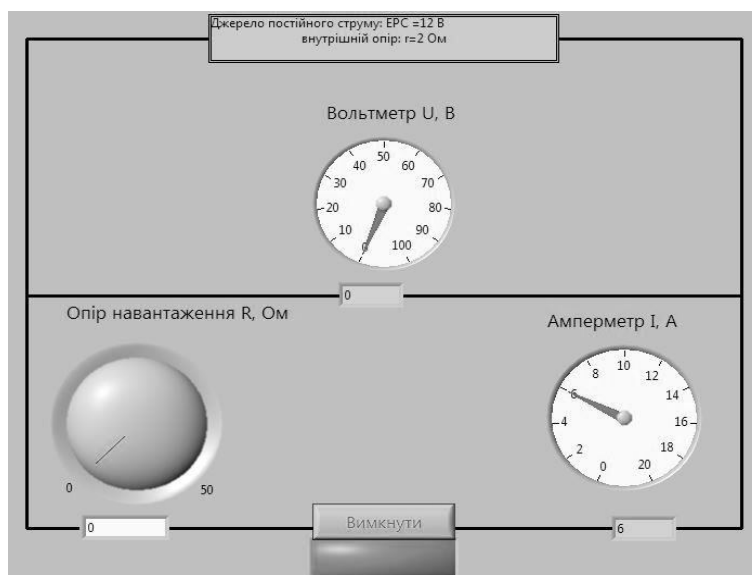 Джерело постійного струму: ЕРС =12 В
внутрішній опір: r=2 Ом
Вольтметр U, В
0 10 20 30 40 50 60 70 80 90 100
0
Опір навантаження R, Ом
0 50
0
Амперметр I, А
0 2 4 6 8 10 12 14 16 18 20
6
Вимкнути